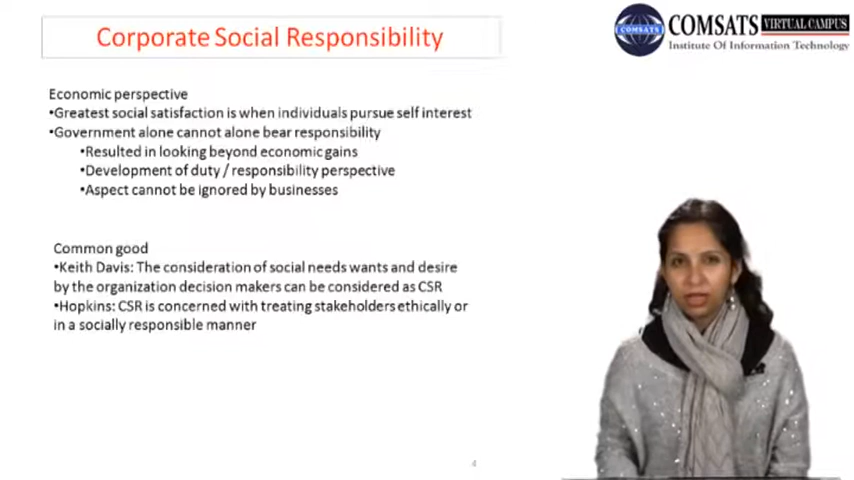 Corporate Social Responsibility
COMSATS
COMSATS VIRTUAL CAMPUS
Institute Of Information Technology
Economic perspective
•Greatest social satisfaction is when individuals pursue self interest
•Government alone cannot alone bear responsibility
•Resulted in looking beyond economic gains
•Development of duty / responsibility perspective
•Aspect cannot be ignored by businesses
Common good
•Keith Davis: The consideration of social needs wants and desire
by the organization decision makers can be considered as CSR
•Hopkins: CSR is concerned with treating stakeholders ethically or
in a socially responsible manner
4